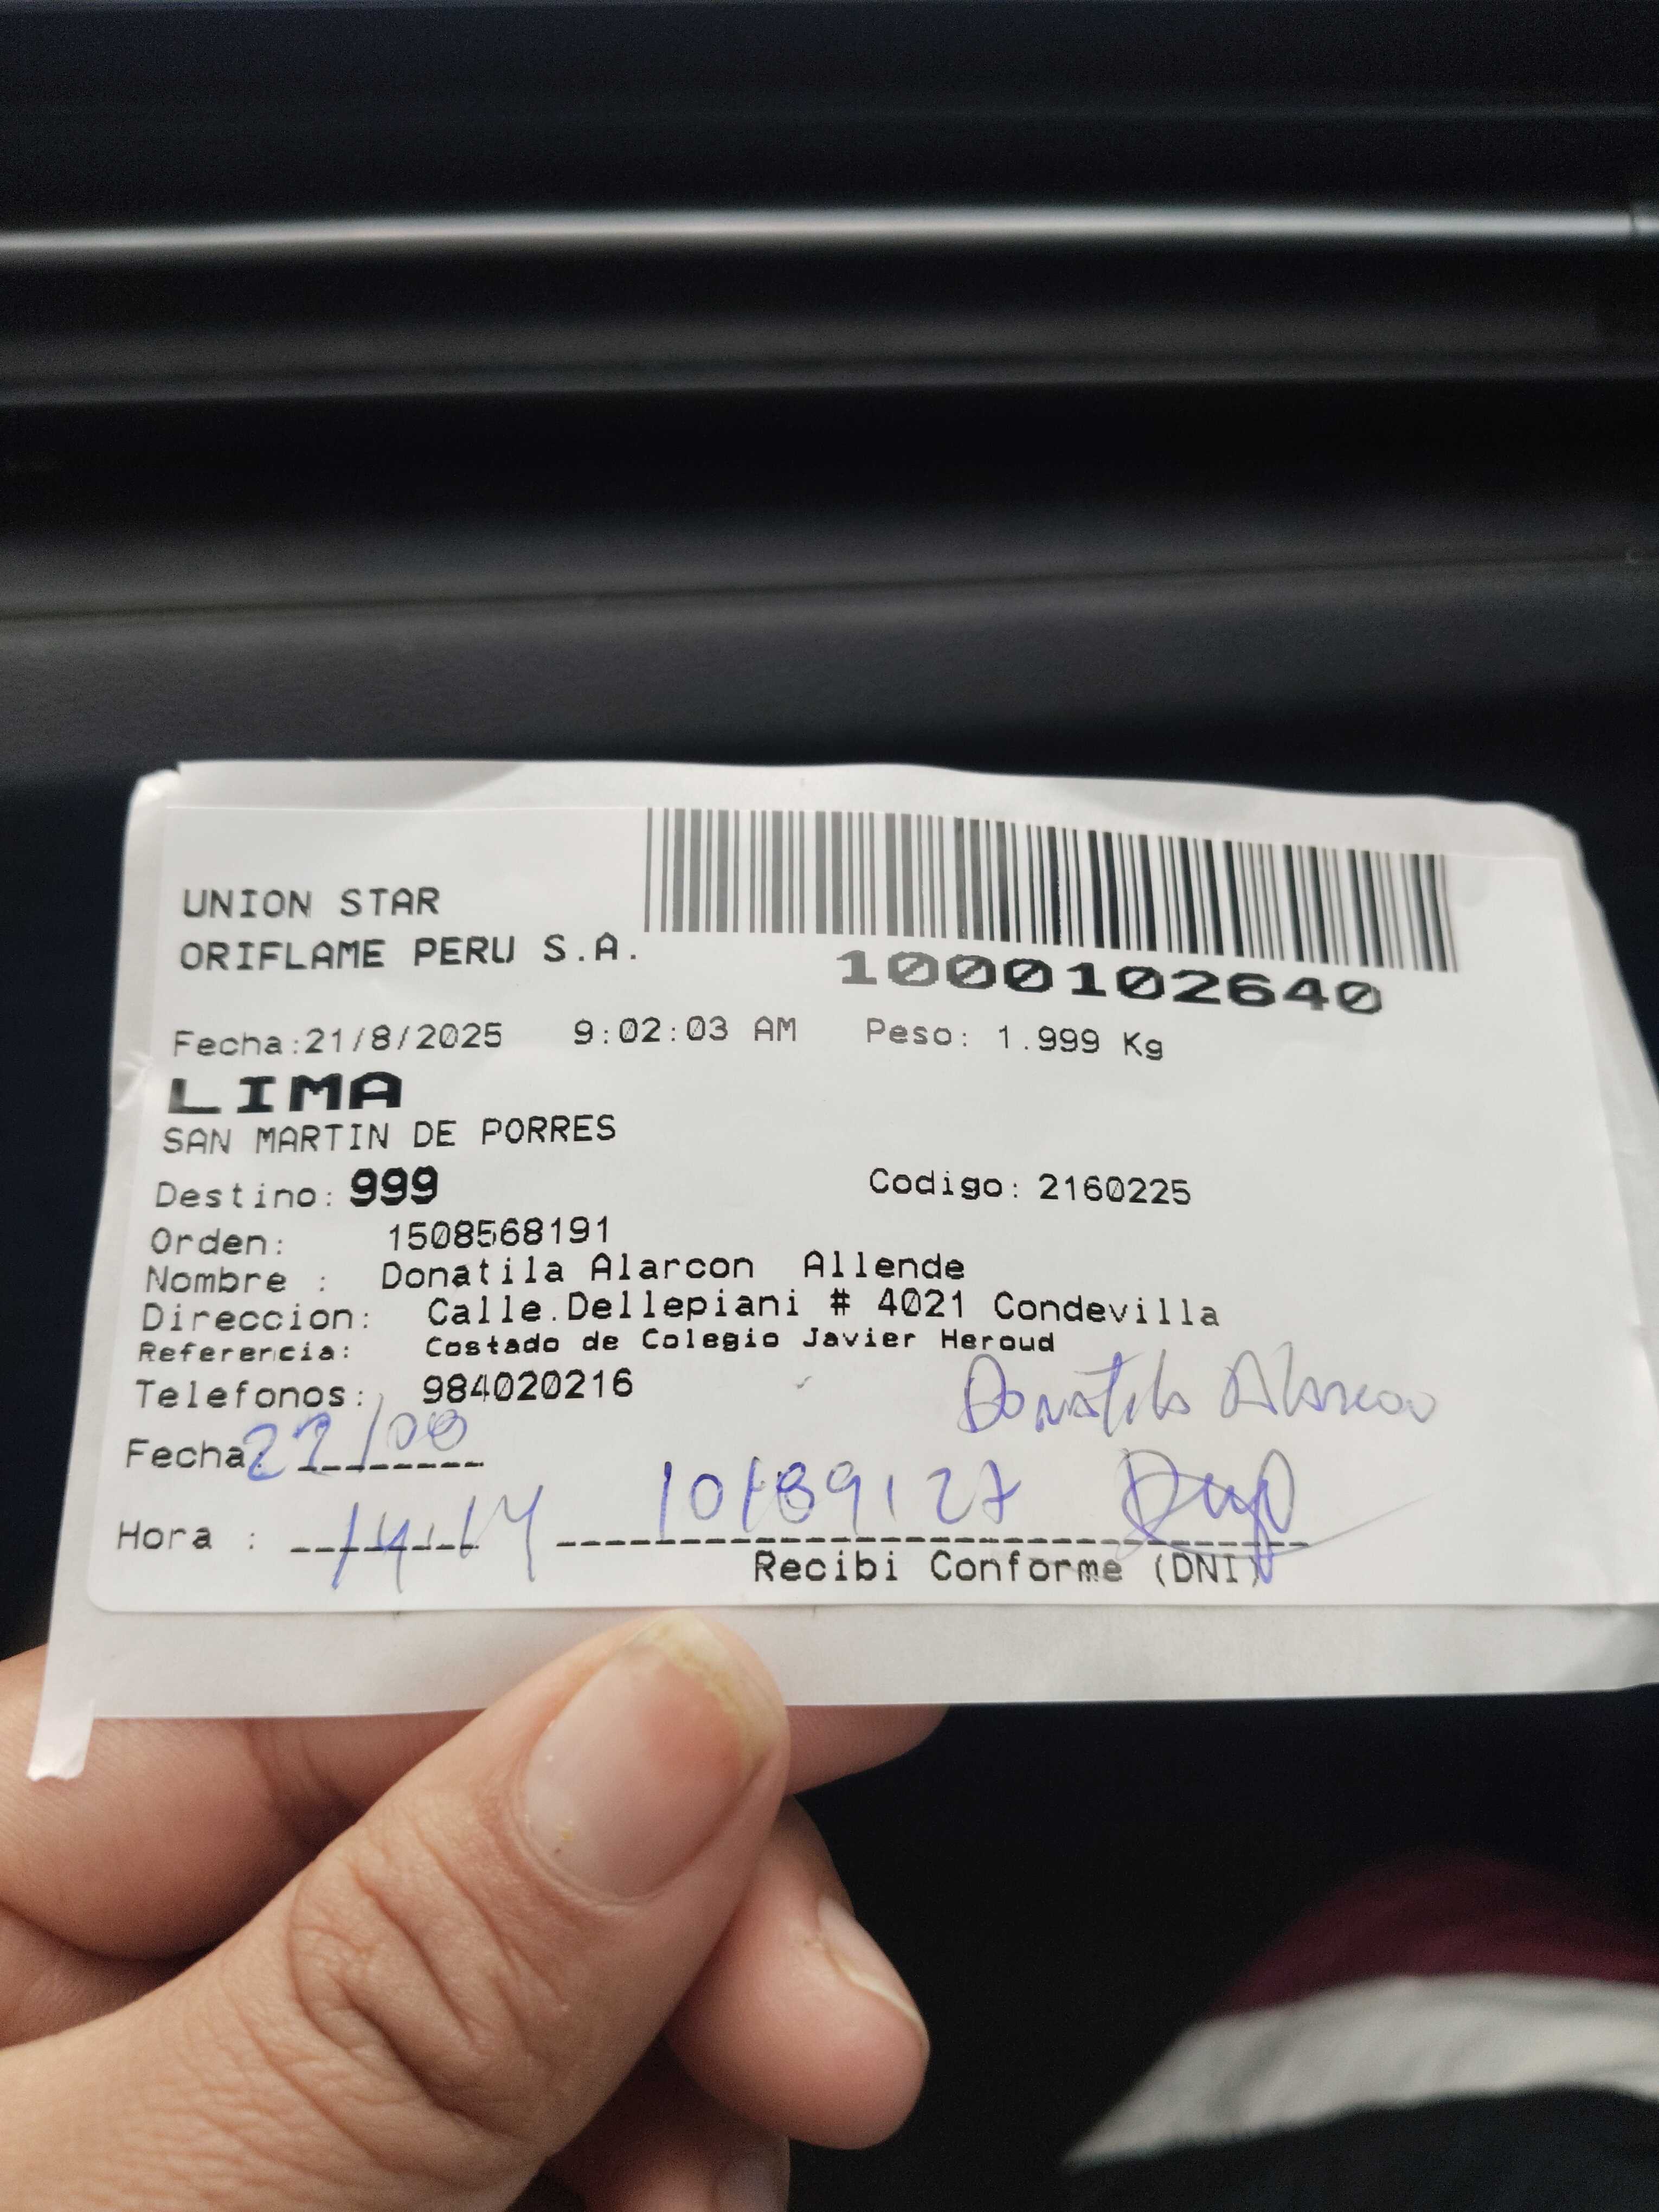 UNION STAR
ORIFLAME PERU S.A.
1000102640
Fecha:21/8/2025 9:02:03 AM Peso: 1.999 Kg
LIMA
SAN MARTIN DE PORRES
Destino: 999 Codigo: 2160225
Orden: 1508568191
Nombre : Donatila Alarcon Allende
Direccion: Calle.Dellepiani # 4021 Condevilla
Referencia: Costado de Colegio Javier Heroud
Telefonos: 984020216
Donatila Alarcon
Fecha: 22/08
Hora : 14:14 10189127
Recibi Conforme (DNI)